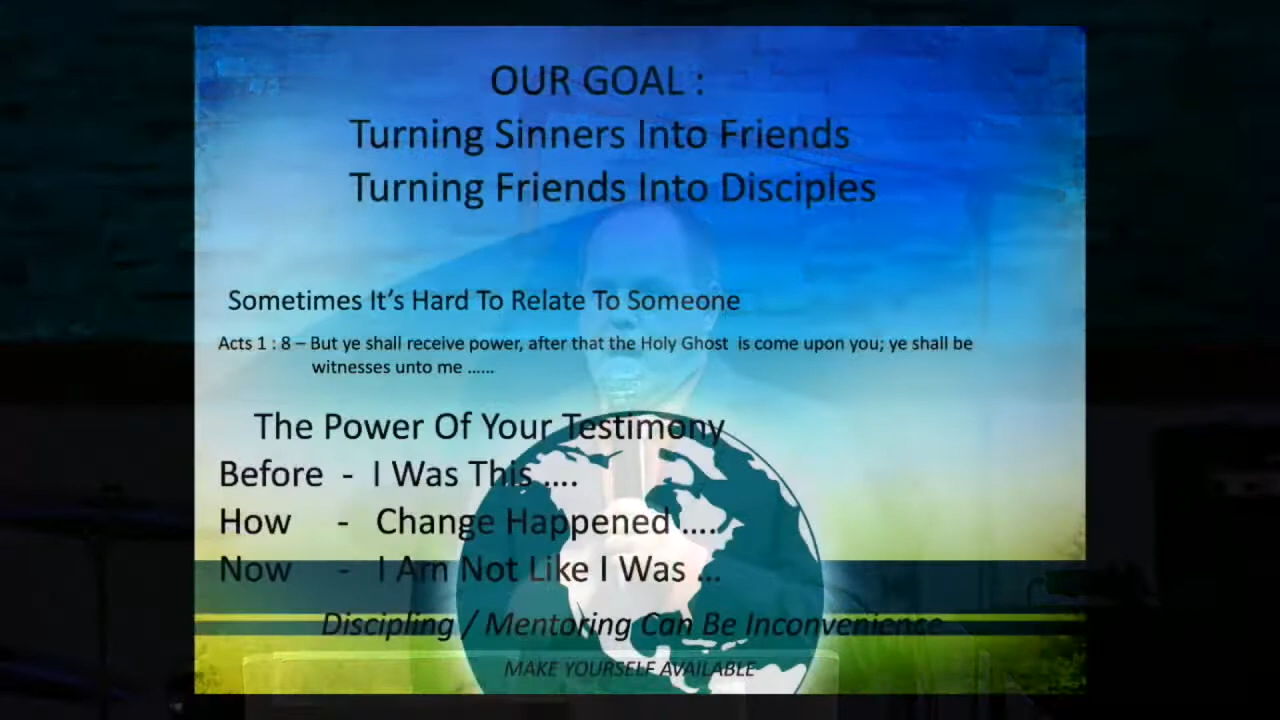 OUR GOAL :
Turning Sinners Into Friends
Turning Friends Into Disciples
Sometimes It’s Hard To Relate To Someone
Acts 1 : 8 – But ye shall receive power, after that the Holy Ghost is come upon you; ye shall be
witnesses unto me ......
The Power Of Your Testimony
Before - I Was This ....
How - Change Happened .....
Now - I Am Not Like I Was ...
Discipling / Mentoring Can Be Inconvenience
MAKE YOURSELF AVAILABLE